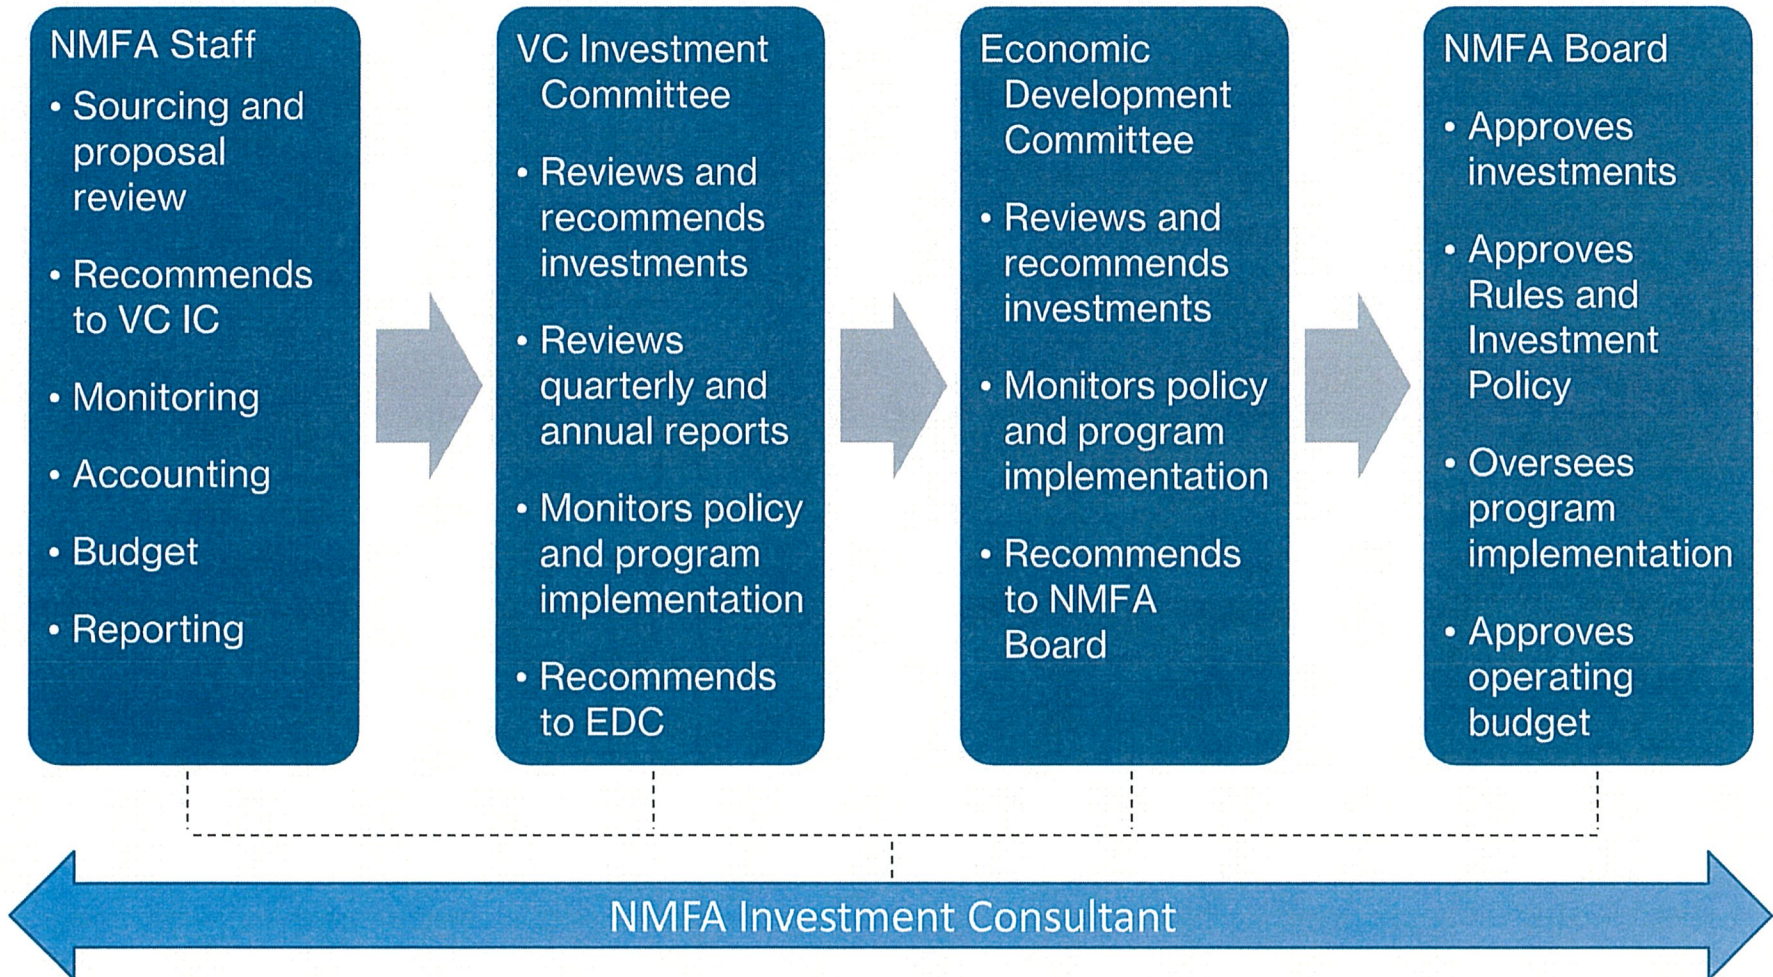 NMFA Staff
• Sourcing and
proposal
review
• Recommends
to VC IC
• Monitoring
• Accounting
• Budget
• Reporting
VC Investment
Committee
• Reviews and
recommends
investments
• Reviews
quarterly and
annual reports
• Monitors policy
and program
implementation
• Recommends
to EDC
Economic
Development
Committee
• Reviews and
recommends
investments
• Monitors policy
and program
implementation
• Recommends
to NMFA
Board
NMFA Board
• Approves
investments
• Approves
Rules and
Investment
Policy
• Oversees
program
implementation
• Approves
operating
budget
NMFA Investment Consultant